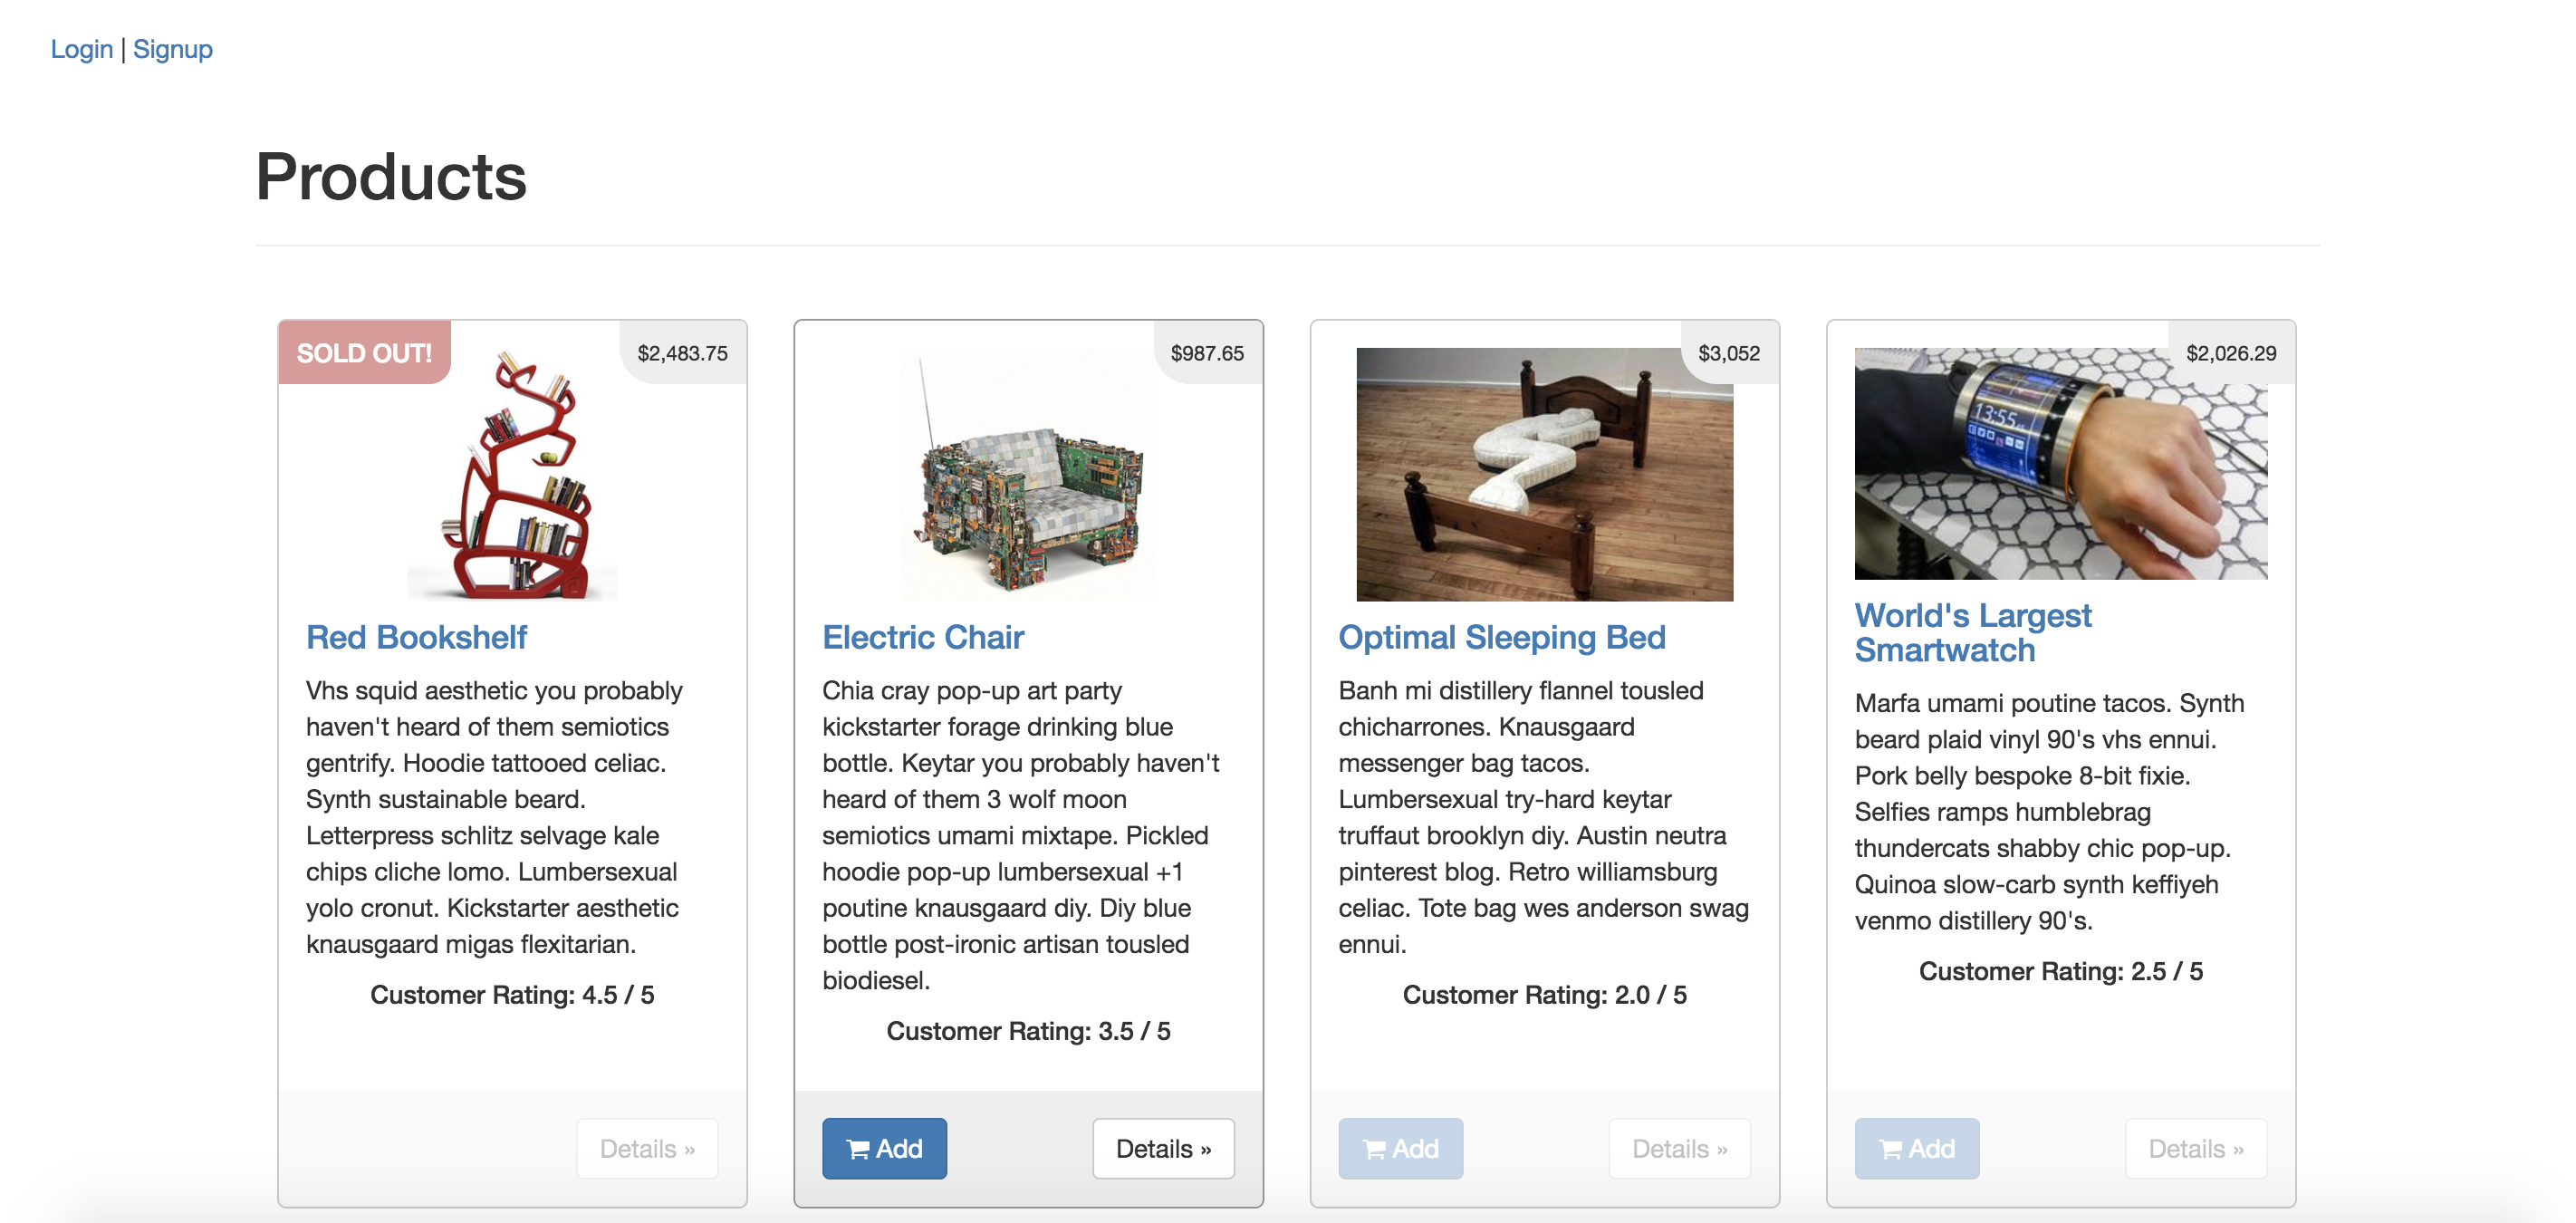 Login | Signup
Products
SOLD OUT!
$2,483.75
Red Bookshelf
Vhs squid aesthetic you probably
haven't heard of them semiotics
gentrify. Hoodie tattooed celiac.
Synth sustainable beard.
Letterpress schlitz selvage kale
chips cliche lomo. Lumbersexual
yolo cronut. Kickstarter aesthetic
knausgaard migas flexitarian.
Customer Rating: 4.5 / 5
Details »
$987.65
Electric Chair
Chia cray pop-up art party
kickstarter forage drinking blue
bottle. Keytar you probably haven't
heard of them 3 wolf moon
semiotics umami mixtape. Pickled
hoodie pop-up lumbersexual +1
poutine knausgaard diy. Diy blue
bottle post-ironic artisan tousled
biodiesel.
Customer Rating: 3.5 / 5
Add
Details »
$3,052
Optimal Sleeping Bed
Banh mi distillery flannel tousled
chicharrones. Knausgaard
messenger bag tacos.
Lumbersexual try-hard keytar
truffaut brooklyn diy. Austin neutra
pinterest blog. Retro williamsburg
celiac. Tote bag wes anderson swag
ennui.
Customer Rating: 2.0 / 5
Add
Details »
$2,026.29
13:55
World's Largest
Smartwatch
Marfa umami poutine tacos. Synth
beard plaid vinyl 90's vhs ennui.
Pork belly bespoke 8-bit fixie.
Selfies ramps humblebrag
thundercats shabby chic pop-up.
Quinoa slow-carb synth keffiyeh
venmo distillery 90's.
Customer Rating: 2.5 / 5
Add
Details »